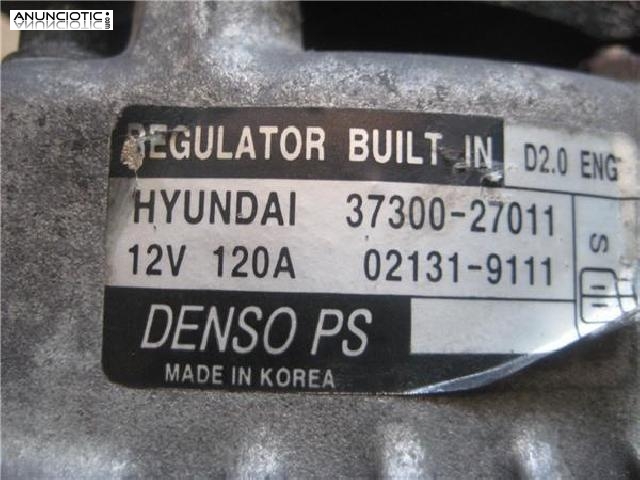 ANUNCIOTIC.com
REGULATOR BUILT IN D2.0 ENG
HYUNDAI 37300-27011
12V 120A 02131-9111
S
DENSO PS
MADE IN KOREA